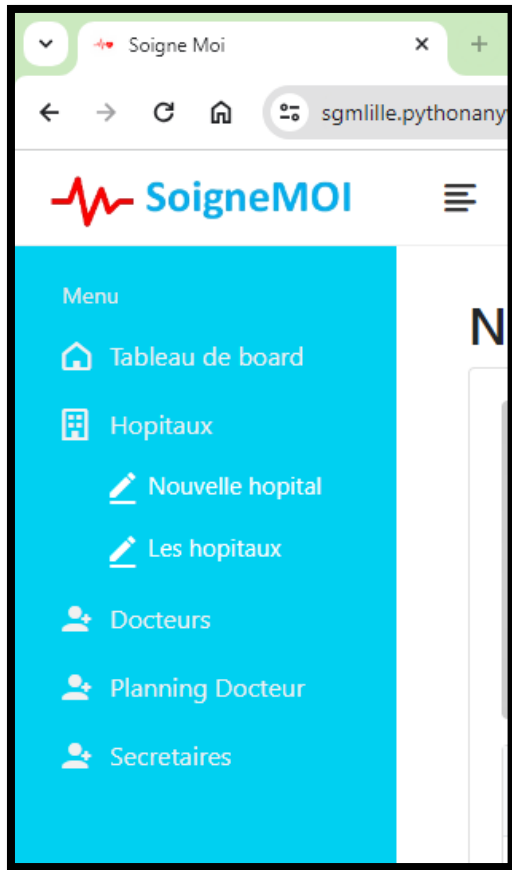 Soigne Moi
sgmlille.pythonany
SoigneMOI
N
Menu
Tableau de board
Hopitaux
Nouvelle hopital
Les hopitaux
Docteurs
Planning Docteur
Secretaires